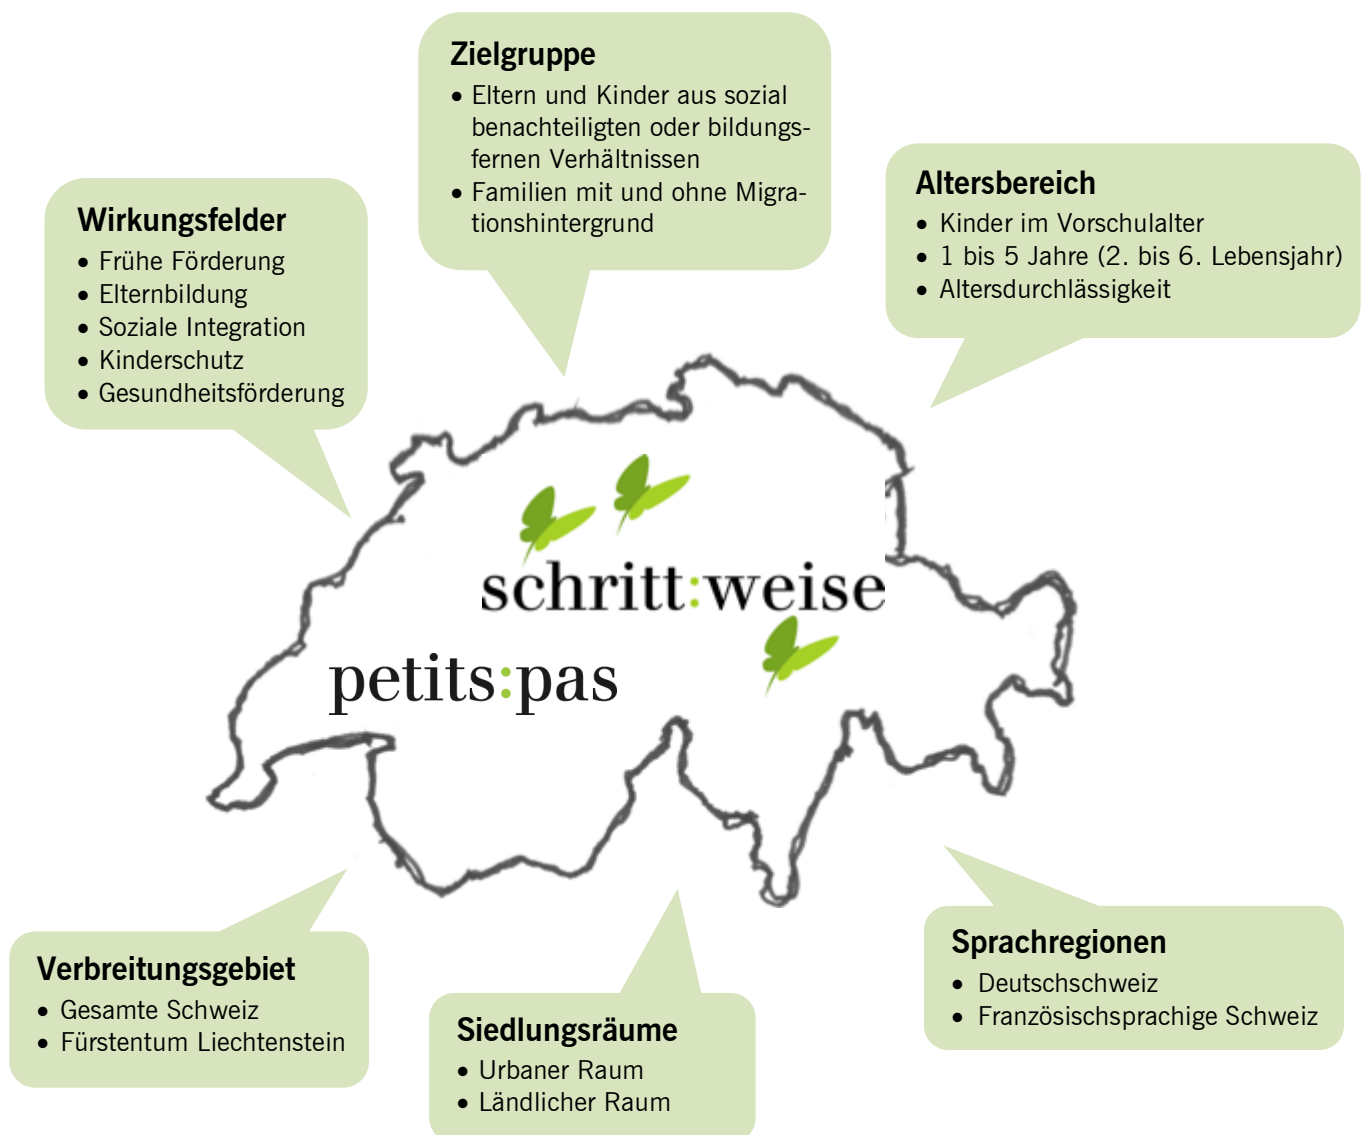 Zielgruppe
• Eltern und Kinder aus sozial
benachteiligten oder bildungs-
fernen Verhältnissen
• Familien mit und ohne Migra-
tionshintergrund
Altersbereich
• Kinder im Vorschulalter
• 1 bis 5 Jahre (2. bis 6. Lebensjahr)
• Altersdurchlässigkeit
Wirkungsfelder
• Frühe Förderung
• Elternbildung
• Soziale Integration
• Kinderschutz
• Gesundheitsförderung
schritt:weise
petits:pas
Verbreitungsgebiet
• Gesamte Schweiz
• Fürstentum Liechtenstein
Siedlungsräume
• Urbaner Raum
• Ländlicher Raum
Sprachregionen
• Deutschschweiz
• Französischsprachige Schweiz